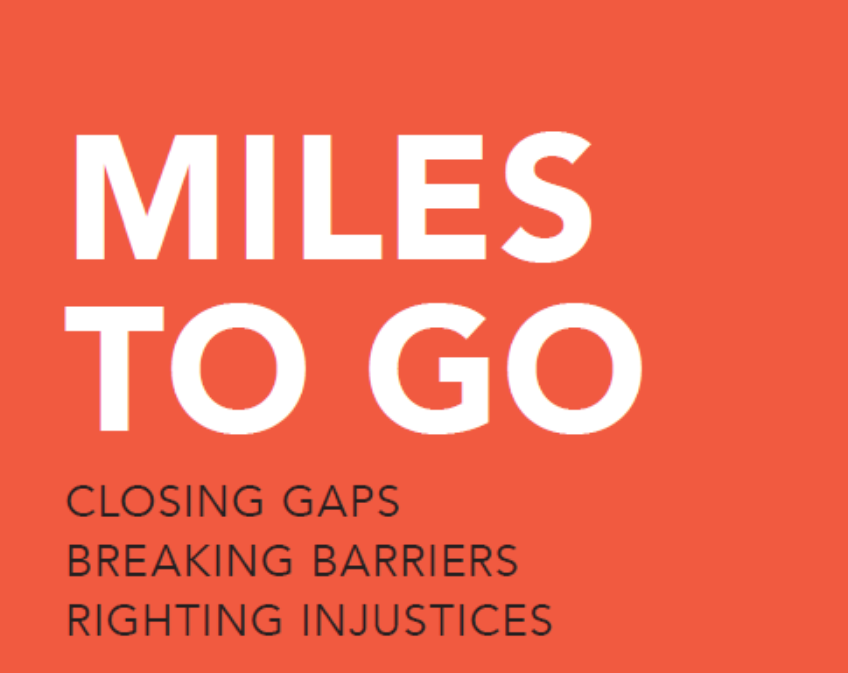 MILES
TO GO
CLOSING GAPS
BREAKING BARRIERS
RIGHTING INJUSTICES